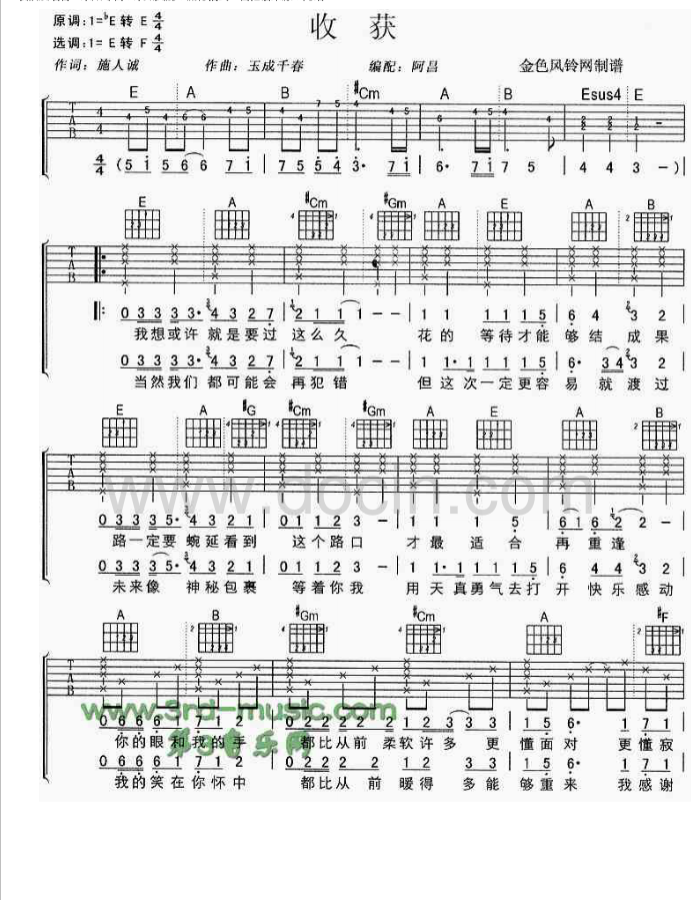 原调:1=♭E 转 E 4/4
收 获
选调:1= E 转 F 4/4
作词:施人诚 作曲:玉成千春 编配:阿昌 金色风铃网制谱
E A B #Cm A B Esus4 E
T A B 4 4
4/4 (5 i 5 6 6 7 i | 7 5 5 4 3· 7 i | 6· 7 i 7 5 | 4 4 3 -)|
E A #Cm #Gm A E A B
T A B
0 3 3 3 3· 4 3 2 7 | 2 1 1 1 - - | 1 1 1 1 1 5 | 6 4 3 2 |
我想或许 就是要过 这么久 花的 等待才能 够结 成果
0 3 3 3 3· 4 3 2 7 | 2 1 1 1 - - | 1 1· 1 1 1 1 5 | 6· 3 4 3 2 |
当然我们 都可能会 再犯错 但这次一定更容 易就渡过
E A #G #Cm #Gm A E A B
T A B
www.docin.com
0 3 3 3 5· 4 3 2 1 | 0 1 1 2 3 - | 1 1 1 5 | 6 1 6 2 2 - |
路一定要 蜿延看到 这个路口 才最适合 再重逢
0 3 3 3 5· 4 3 2 1 | 0 1 1 2 3 - | 1 1· 1 1 1 1 5 | 6 6 4 4 3 2 |
未来像 神秘包裹 等着你我 用天真勇气去打 开快乐感动
A B #Gm #Cm A #F
T A B
www.3rd-music.com
0 6 6 6 6 1 7 1 2 | 0 2 2 2 2 2 1 2 3 3 3 | 1 5 6· 1 7 1 |
你的眼和我的手 都比从前 柔软许多 更 懂面对 更懂寂
第3音乐网
0 6 6 6 6 1 7 1 2 | 0 2 2 2 2 1 2 3 3 | 1 5 6· 1 7 1 |
我的笑在你怀中 都比从前 暧得 多能 够重来 我感谢